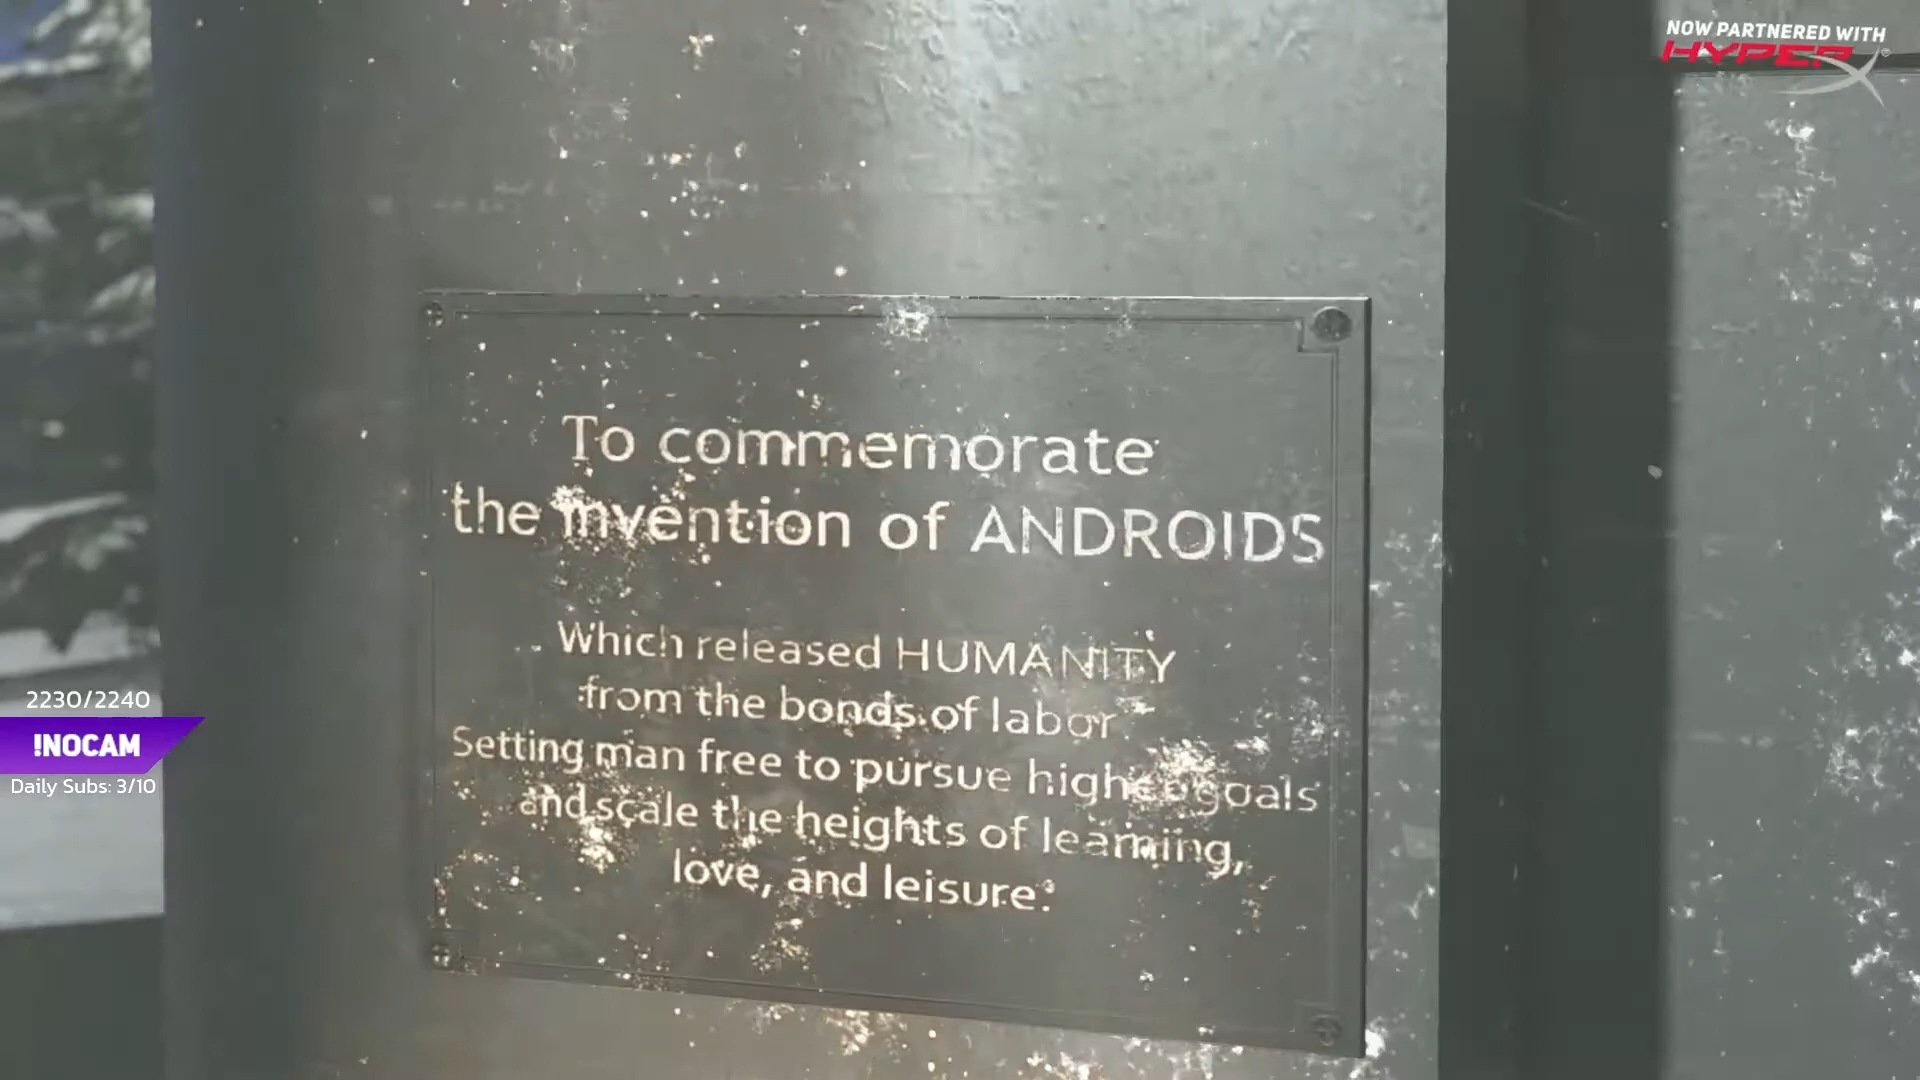 NOW PARTNERED WITH
HYPERX
To commemorate
the invention of ANDROIDS
Which released HUMANITY
from the bonds of labor
Setting man free to pursue higher goals
and scale the heights of learning,
love, and leisure.
2230/2240
!NOCAM
Daily Subs: 3/10